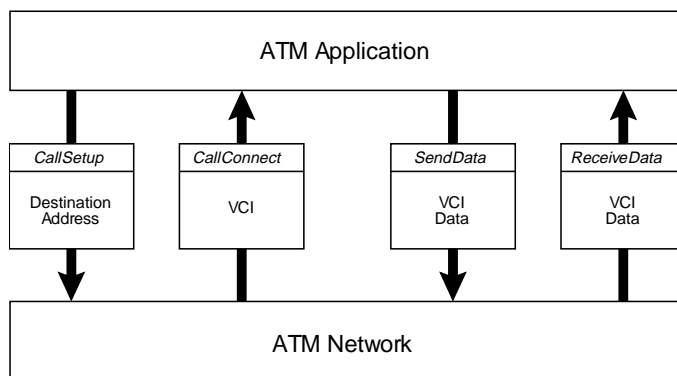 ATM Application
CallSetup
Destination
Address
CallConnect
VCI
SendData
VCI
Data
ReceiveData
VCI
Data
ATM Network